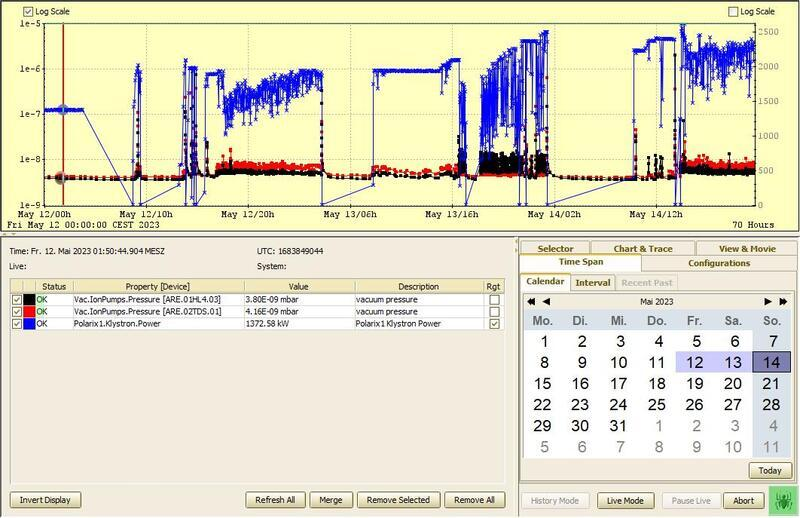 Log Scale
Log Scale
1e-5
1e-6
1e-7
1e-8
1e-9
2500
2000
1500
1000
500
0
May 12/00h May 12/10h May 12/20h May 13/06h May 13/16h May 14/02h May 14/12h
Fri May 12 00:00:00 CEST 2023 70 Hours
Time: Fr. 12. Mai 2023 01:50:44.904 MESZ UTC: 1683849044
Live: System:
Status Property [Device] Value Description Rgt
OK Vac.IonPumps.Pressure [ARE.01HL4.03] 3.80E-09 mbar vacuum pressure
OK Vac.IonPumps.Pressure [ARE.02TDS.01] 4.16E-09 mbar vacuum pressure
OK Polarix1.Klystron.Power 1372.58 kW Polarix1 Klystron Power
Invert Display Refresh All Merge Remove Selected Remove All
Selector Chart & Trace View & Movie
Time Span Configurations
Calendar Interval Recent Past
Mai 2023
Mo. Di. Mi. Do. Fr. Sa. So.
1 2 3 4 5 6 7
8 9 10 11 12 13 14
15 16 17 18 19 20 21
22 23 24 25 26 27 28
29 30 31 1 2 3 4
5 6 7 8 9 10 11
Today
History Mode Live Mode Pause Live Abort